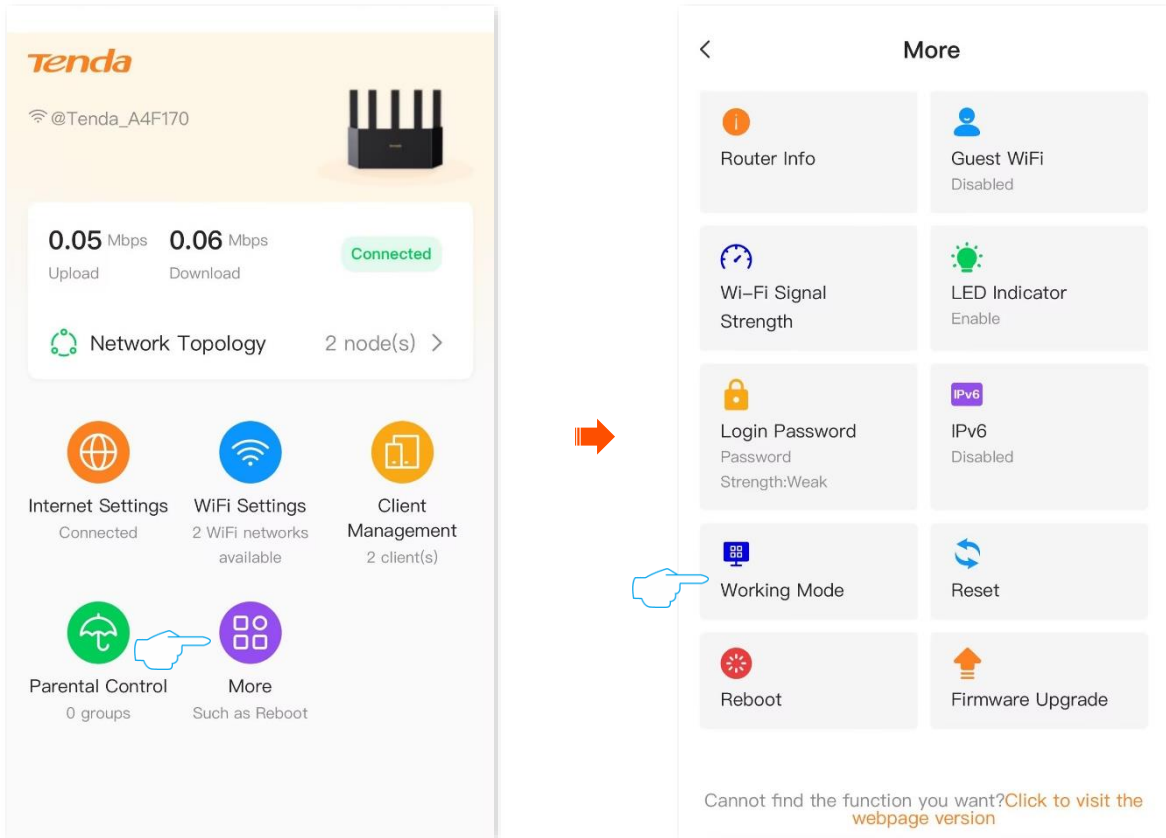 Tenda
@Tenda_A4F170
0.05 Mbps 0.06 Mbps
Upload Download
Connected
Network Topology 2 node(s)
Internet Settings
Connected
WiFi Settings
2 WiFi networks
available
Client
Management
2 client(s)
Parental Control
0 groups
More
Such as Reboot
More
Router Info
Guest WiFi
Disabled
Wi-Fi Signal
Strength
LED Indicator
Enable
Login Password
Password
Strength:Weak
IPv6
IPv6
Disabled
Working Mode
Reset
Reboot
Firmware Upgrade
Cannot find the function you want?Click to visit the
webpage version